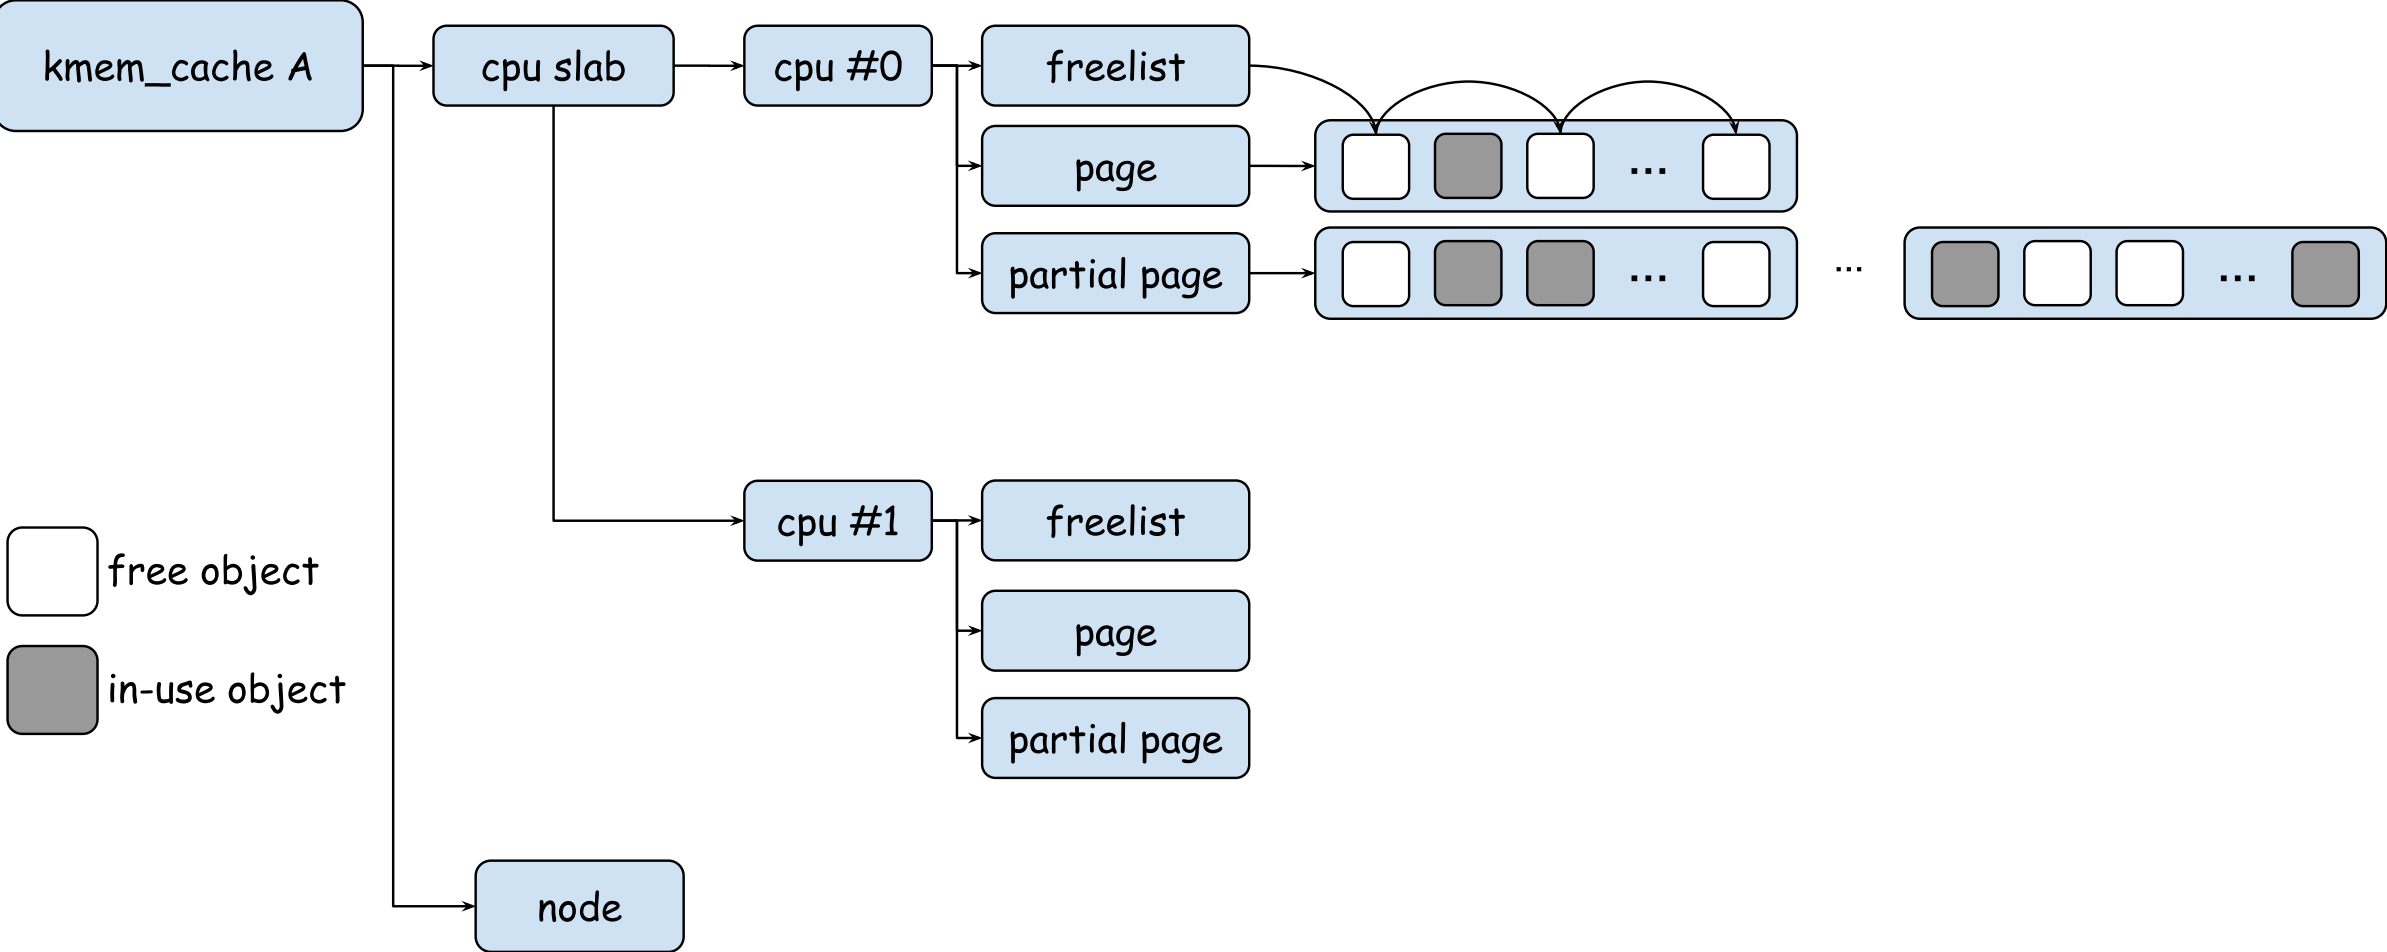 kmem_cache A
cpu slab
cpu #0
freelist
page
...
partial page
...
...
...
cpu #1
freelist
page
partial page
free object
in-use object
node